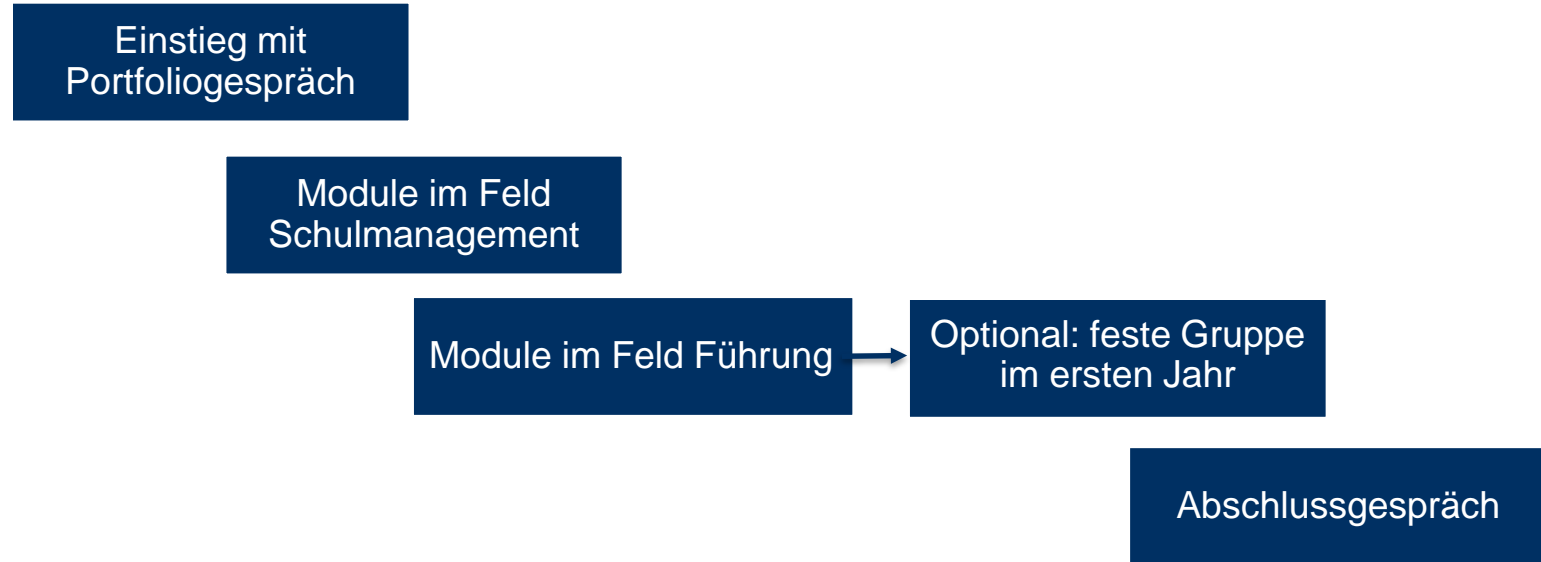 Einstieg mit
Portfoliogespräch
Module im Feld
Schulmanagement
Module im Feld Führung
Optional: feste Gruppe
im ersten Jahr
Abschlussgespräch